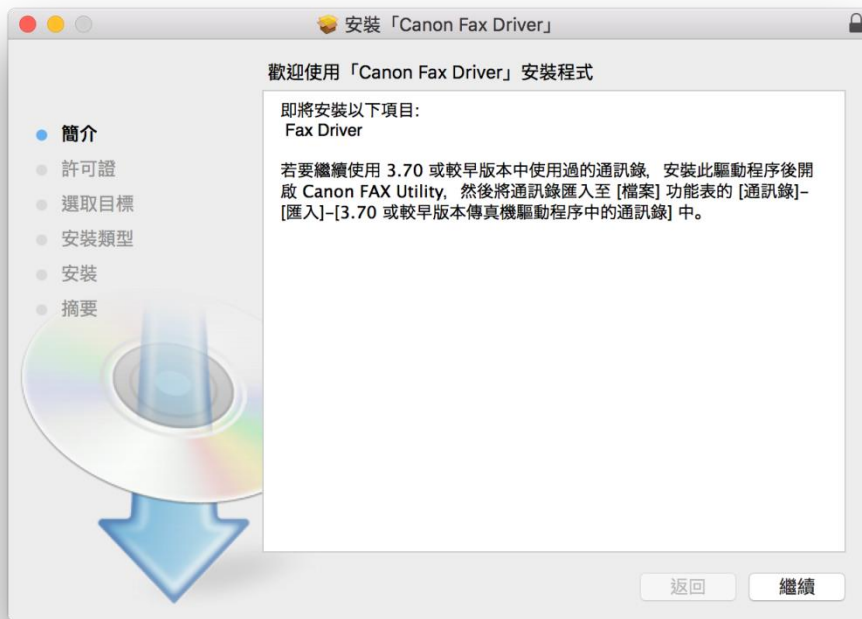 安裝「Canon Fax Driver」
歡迎使用「Canon Fax Driver」安裝程式
簡介
許可證
選取目標
安裝類型
安裝
摘要
即將安裝以下項目:
Fax Driver
若要繼續使用 3.70 或較早版本中使用過的通訊錄，安裝此驅動程序後開
啟 Canon FAX Utility，然後將通訊錄匯入至 [檔案] 功能表的 [通訊錄]-
[匯入]-[3.70 或較早版本傳真機驅動程序中的通訊錄] 中。
返回
繼續